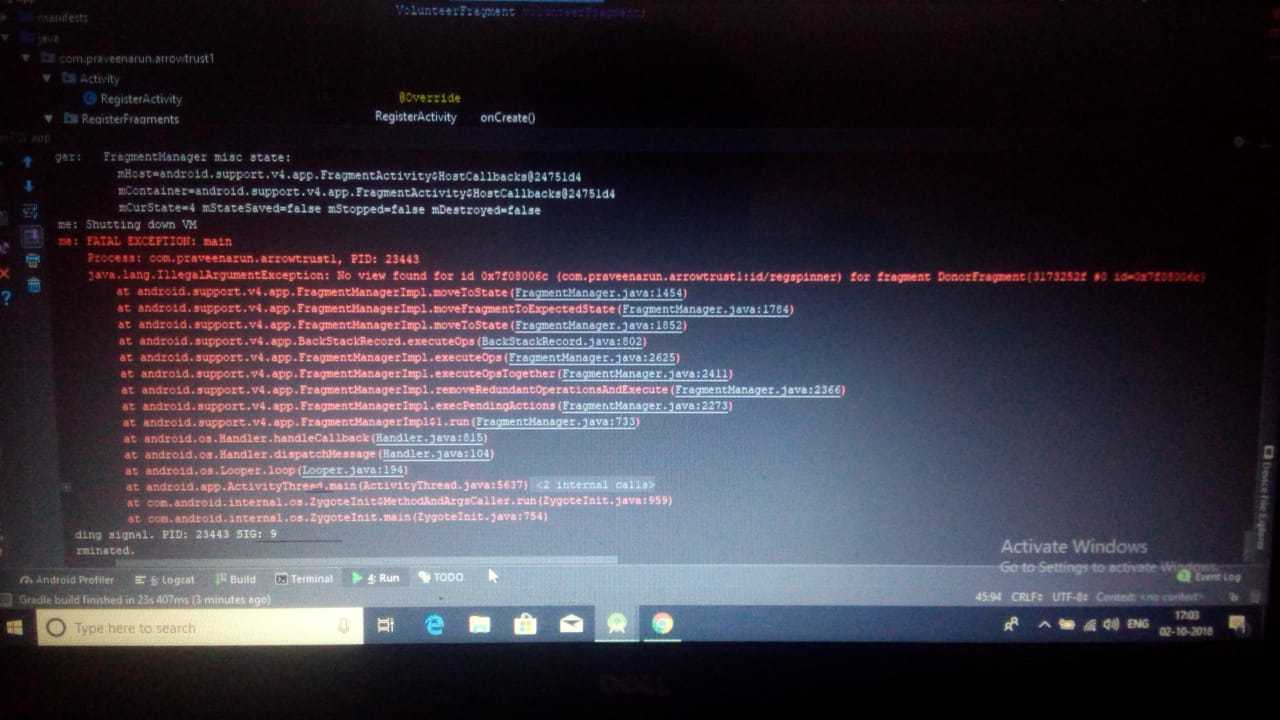 manifests
VolunteerFragment volunteerFragment;
java
com.praveenarun.arrowtrust1
Activity
RegisterActivity
@Override
RegisterFragments
RegisterActivity onCreate()
app
ger: FragmentManager misc state:
mHost=android.support.v4.app.FragmentActivity$HostCallbacks@24751d4
mContainer=android.support.v4.app.FragmentActivity$HostCallbacks@24751d4
mCurState=4 mStateSaved=false mStopped=false mDestroyed=false
me: Shutting down VM
me: FATAL EXCEPTION: main
Process: com.praveenarun.arrowtrust1, PID: 23443
java.lang.IllegalArgumentException: No view found for id 0x7f08006c (com.praveenarun.arrowtrust1:id/regspinner) for fragment DonorFragment{3173252f #0 id=0x7f08006c}
at android.support.v4.app.FragmentManagerImpl.moveToState(FragmentManager.java:1454)
at android.support.v4.app.FragmentManagerImpl.moveFragmentToExpectedState(FragmentManager.java:1784)
at android.support.v4.app.FragmentManagerImpl.moveToState(FragmentManager.java:1852)
at android.support.v4.app.BackStackRecord.executeOps(BackStackRecord.java:802)
at android.support.v4.app.FragmentManagerImpl.executeOps(FragmentManager.java:2625)
at android.support.v4.app.FragmentManagerImpl.executeOpsTogether(FragmentManager.java:2411)
at android.support.v4.app.FragmentManagerImpl.removeRedundantOperationsAndExecute(FragmentManager.java:2366)
at android.support.v4.app.FragmentManagerImpl.execPendingActions(FragmentManager.java:2273)
at android.support.v4.app.FragmentManagerImpl$1.run(FragmentManager.java:733)
at android.os.Handler.handleCallback(Handler.java:815)
at android.os.Handler.dispatchMessage(Handler.java:104)
at android.os.Looper.loop(Looper.java:194)
at android.app.ActivityThread.main(ActivityThread.java:5637) <2 internal calls>
at com.android.internal.os.ZygoteInit$MethodAndArgsCaller.run(ZygoteInit.java:959)
at com.android.internal.os.ZygoteInit.main(ZygoteInit.java:754)
ding signal. PID: 23443 SIG: 9
rminated.
Device File Explorer
Activate Windows
Go to Settings to activate Windows.
Android Profiler 6: Logcat Build Terminal 4: Run TODO Event Log
Gradle build finished in 23s 407ms (3 minutes ago) 45:94 CRLF UTF-8 Context: <no context>
Type here to search ENG 17:03
02-10-2018
DELL